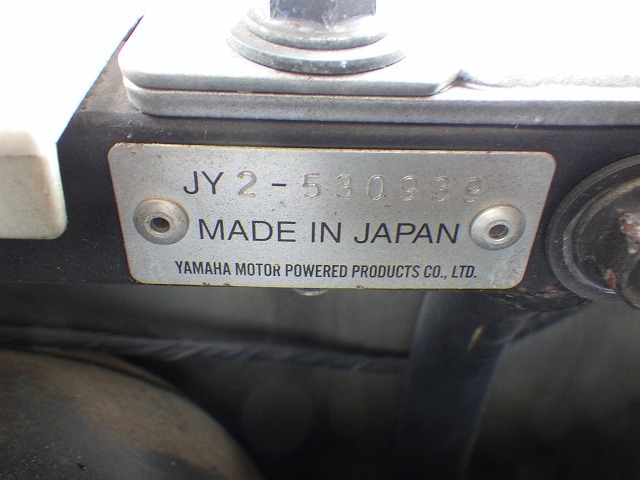 JY2-530939
MADE IN JAPAN
YAMAHA MOTOR POWERED PRODUCTS CO., LTD.